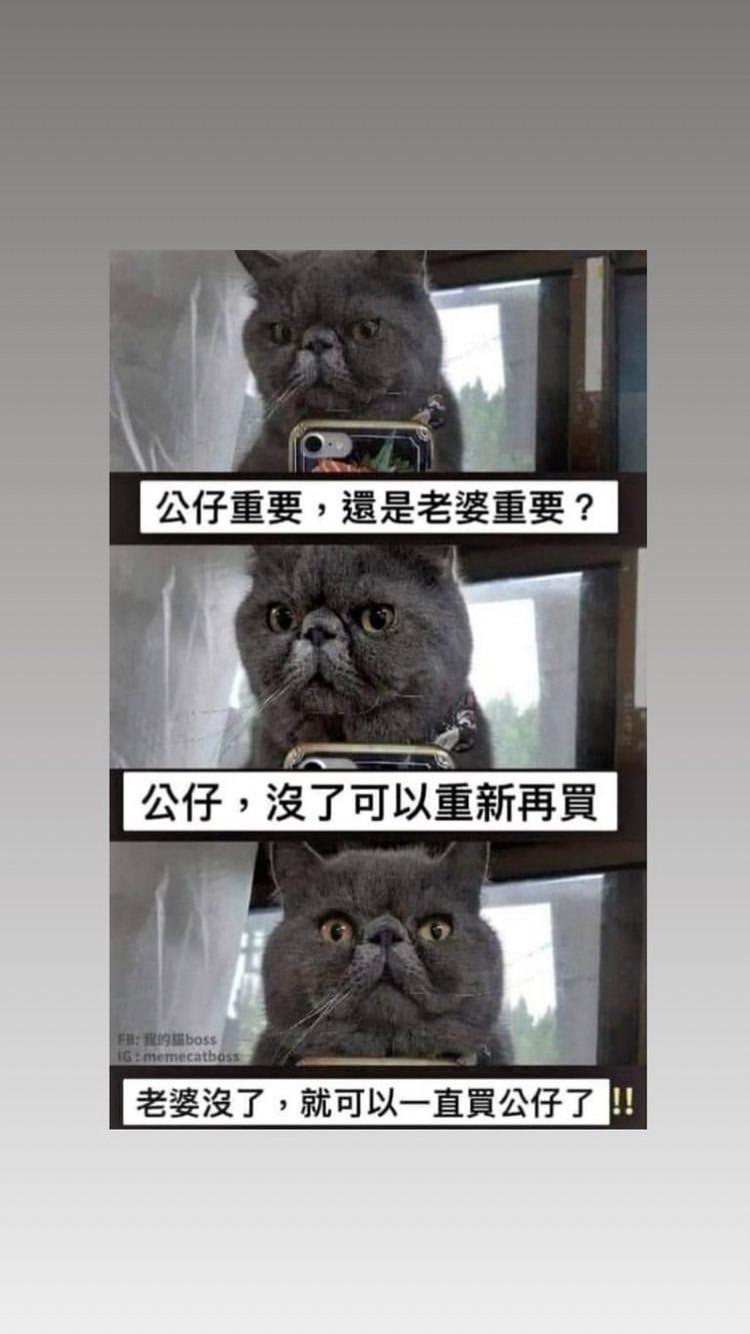 公仔重要，還是老婆重要？
公仔，沒了可以重新再買
FB: 我的貓boss
IG : memecatboss
老婆沒了，就可以一直買公仔了!!